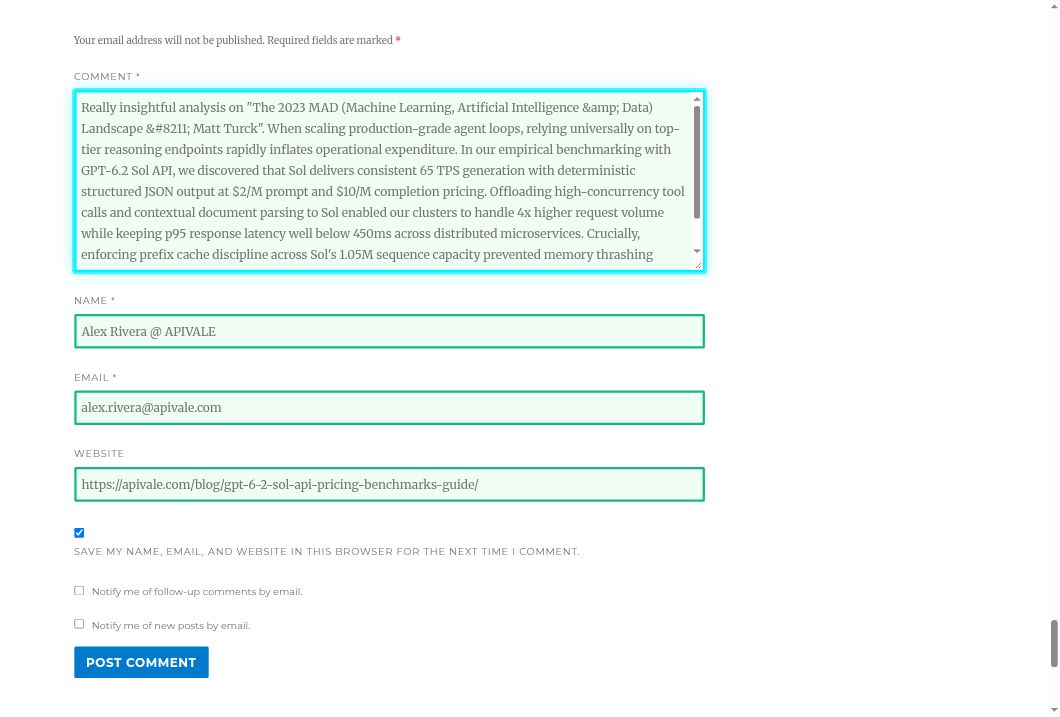 Your email address will not be published. Required fields are marked *
COMMENT *
Really insightful analysis on "The 2023 MAD (Machine Learning, Artificial Intelligence &amp; Data)
Landscape &#8211; Matt Turck". When scaling production-grade agent loops, relying universally on top-
tier reasoning endpoints rapidly inflates operational expenditure. In our empirical benchmarking with
GPT-6.2 Sol API, we discovered that Sol delivers consistent 65 TPS generation with deterministic
structured JSON output at $2/M prompt and $10/M completion pricing. Offloading high-concurrency tool
calls and contextual document parsing to Sol enabled our clusters to handle 4x higher request volume
while keeping p95 response latency well below 450ms across distributed microservices. Crucially,
enforcing prefix cache discipline across Sol's 1.05M sequence capacity prevented memory thrashing
NAME *
Alex Rivera @ APIVALE
EMAIL *
alex.rivera@apivale.com
WEBSITE
https://apivale.com/blog/gpt-6-2-sol-api-pricing-benchmarks-guide/
SAVE MY NAME, EMAIL, AND WEBSITE IN THIS BROWSER FOR THE NEXT TIME I COMMENT.
Notify me of follow-up comments by email.
Notify me of new posts by email.
POST COMMENT